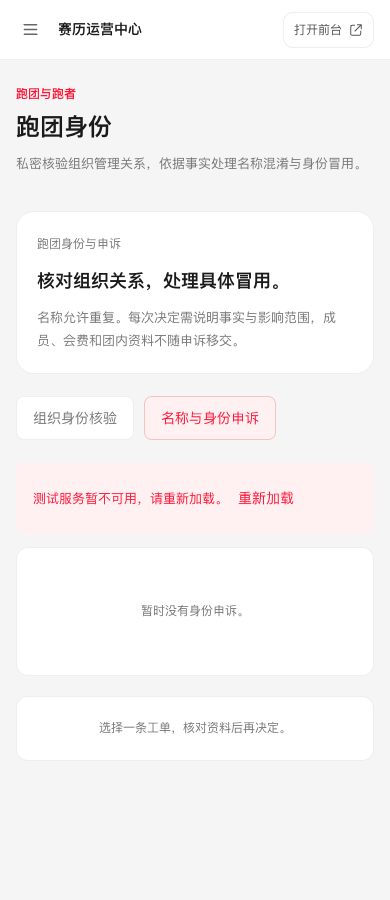 赛历运营中心
打开前台
跑团与跑者
跑团身份
私密核验组织管理关系，依据事实处理名称混淆与身份冒用。
跑团身份与申诉
核对组织关系，处理具体冒用。
名称允许重复。每次决定需说明事实与影响范围，成
员、会费和团内资料不随申诉移交。
组织身份核验
名称与身份申诉
测试服务暂不可用，请重新加载。 重新加载
暂时没有身份申诉。
选择一条工单，核对资料后再决定。